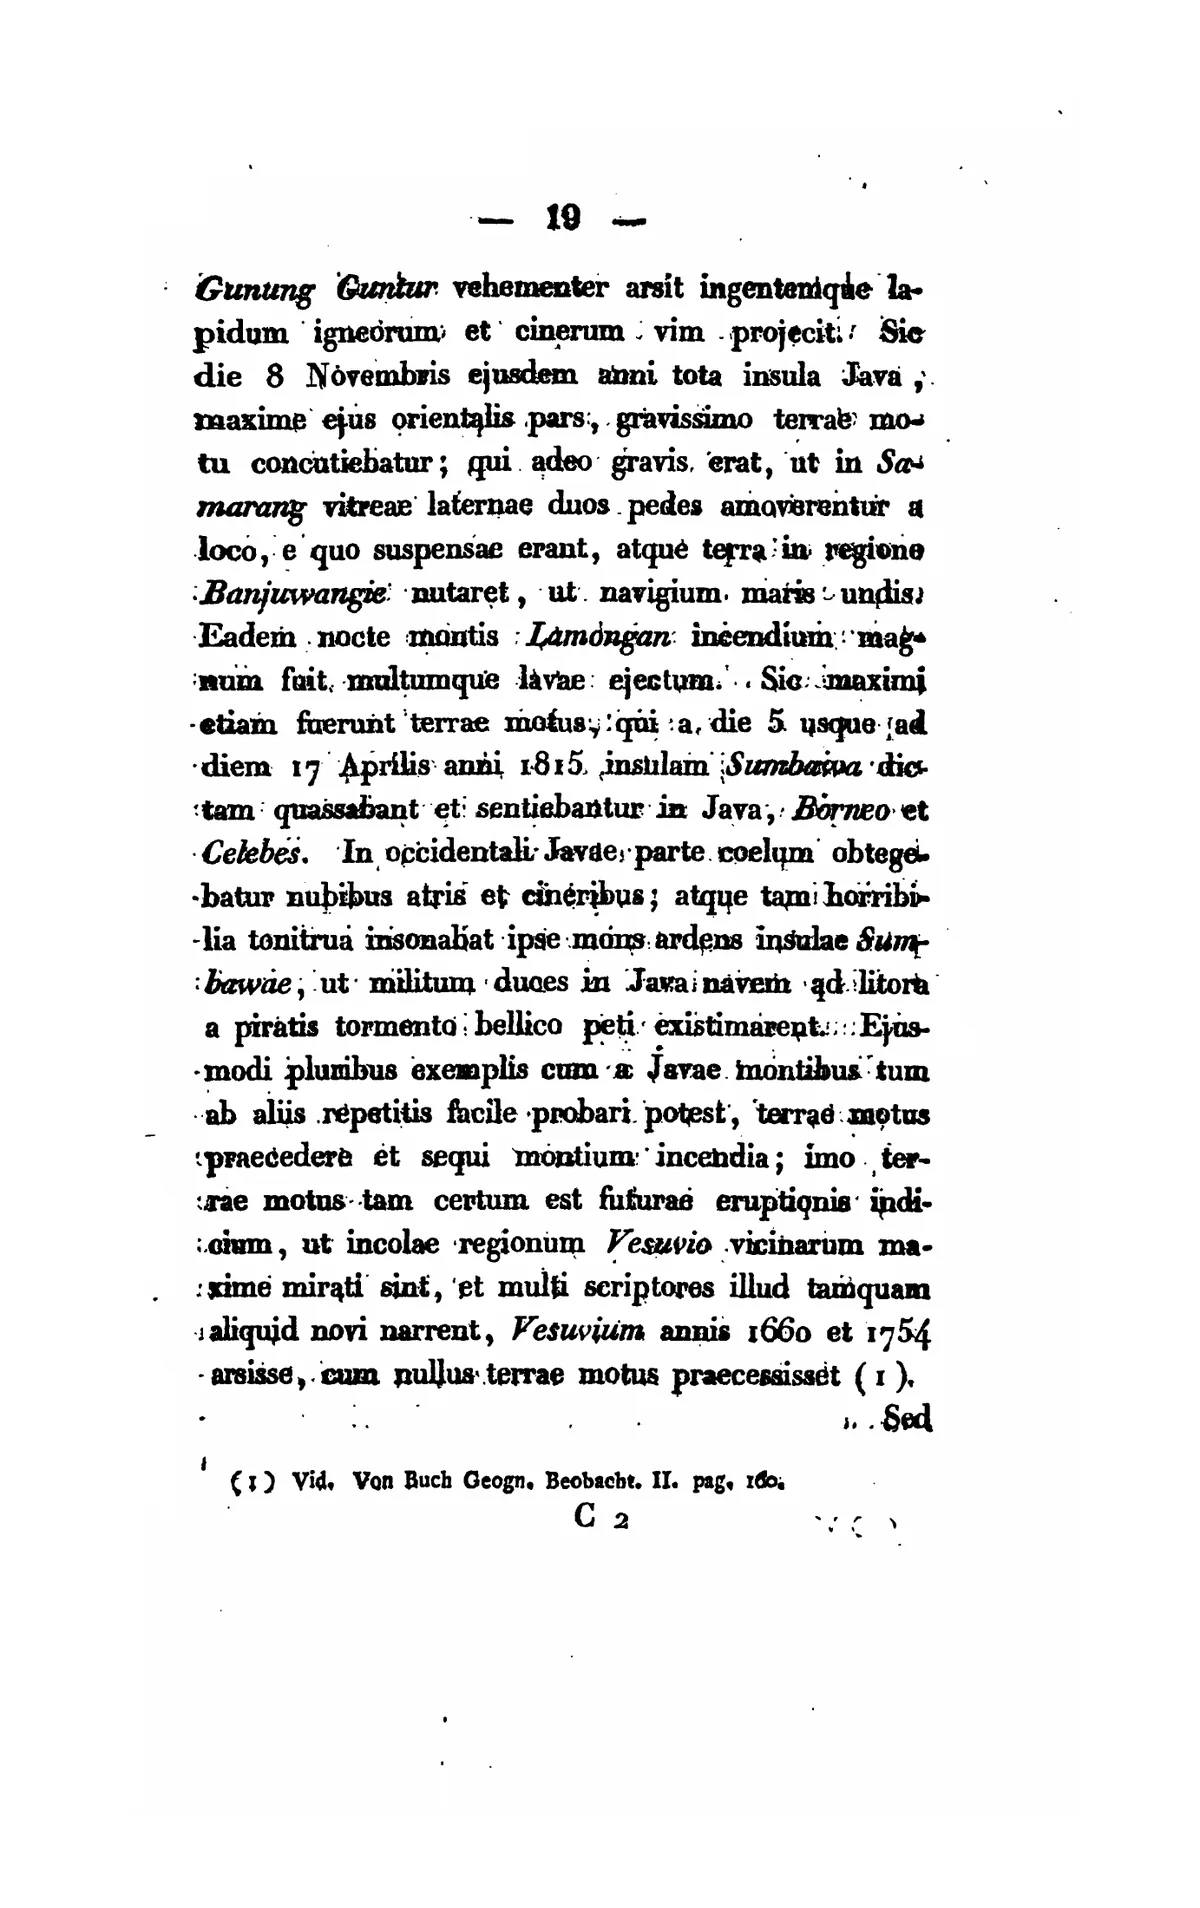 — 19 —
Gunung Guntur vehementer arsit ingentemque la-
pidum igneorum et cinerum vim projecit. Sic
die 8 Novembris ejusdem anni tota insula Java,
maxime ejus orientalis pars, gravissimo terrae mo-
tu concutiebatur; qui adeo gravis erat, ut in Sa-
marang vitreae laternae duos pedes amoverentur a
loco, e quo suspensae erant, atque terra in regione
Banjuwangie nutaret, ut navigium maris undis.
Eadem nocte montis Lamongan incendium mag-
num fuit, multumque lavae ejectum. Sic maximi
etiam fuerunt terrae motus, qui a die 5 usque ad
diem 17 Aprilis anni 1815 insulam Sumbawa dic-
tam quassabant et sentiebantur in Java, Borneo et
Celebes. In occidentali Javae parte coelum obtege-
batur nubibus atris et cineribus; atque tam horribi-
lia tonitrua insonabat ipse mons ardens insulae Sum-
bawae, ut militum duces in Java navem ad litora
a piratis tormento bellico peti existimarent. Ejus-
modi pluribus exemplis cum a Javae montibus tum
ab aliis repetitis facile probari potest, terrae motus
praecedere et sequi montium incendia; imo ter-
rae motus tam certum est futurae eruptionis indi-
cium, ut incolae regionum Vesuvio vicinarum ma-
xime mirati sint, et multi scriptores illud tamquam
aliquid novi narrent, Vesuvium annis 1660 et 1754
arsisse, cum nullus terrae motus praecessisset (1).
Sed
(1) Vid. Von Buch Geogn. Beobacht. II. pag. 160.
C 2